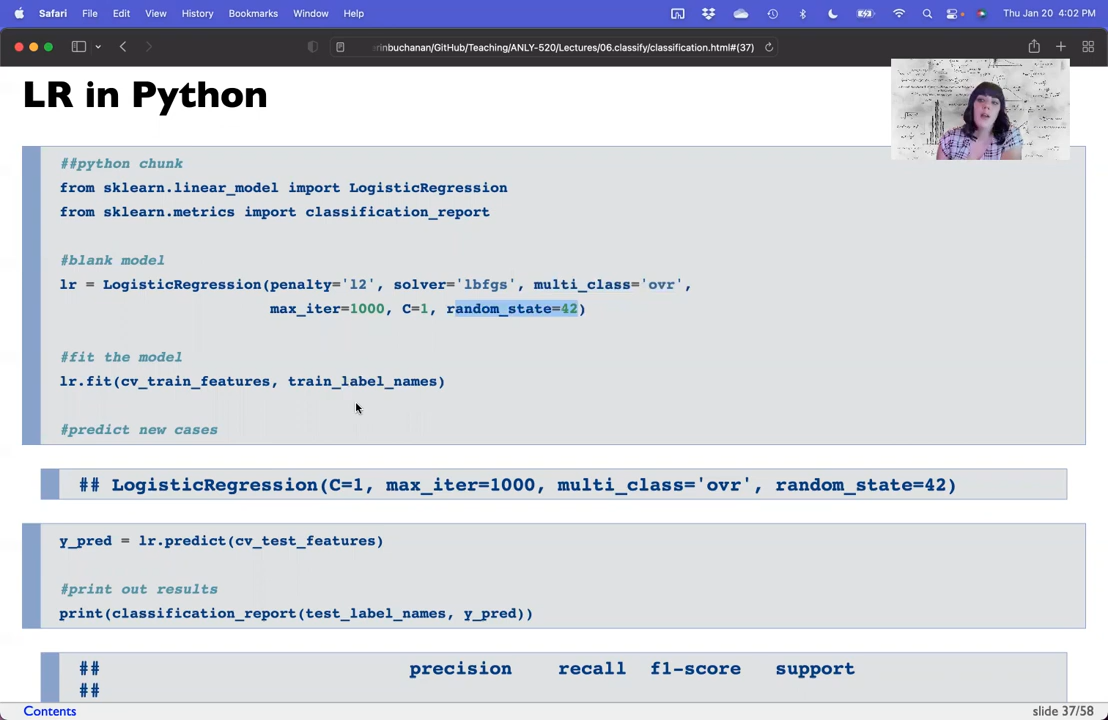 Safari File Edit View History Bookmarks Window Help Thu Jan 20 4:02 PM
rinbuchanan/GitHub/Teaching/ANLY-520/Lectures/06.classify/classification.html#(37)
LR in Python
##python chunk
from sklearn.linear_model import LogisticRegression
from sklearn.metrics import classification_report
#blank model
lr = LogisticRegression(penalty='l2', solver='lbfgs', multi_class='ovr',
max_iter=1000, C=1, random_state=42)
#fit the model
lr.fit(cv_train_features, train_label_names)
#predict new cases
## LogisticRegression(C=1, max_iter=1000, multi_class='ovr', random_state=42)
y_pred = lr.predict(cv_test_features)
#print out results
print(classification_report(test_label_names, y_pred))
## precision recall f1-score support
##
Contents slide 37/58